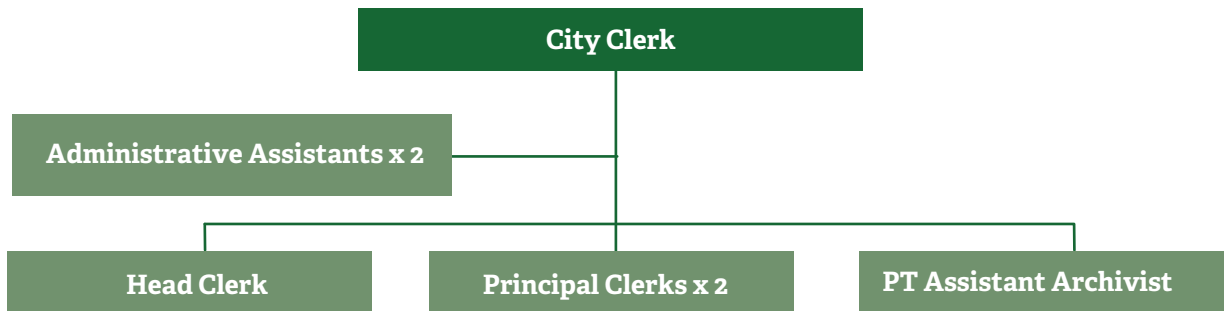 City Clerk
Administrative Assistants x 2
Head Clerk
Principal Clerks x 2
PT Assistant Archivist